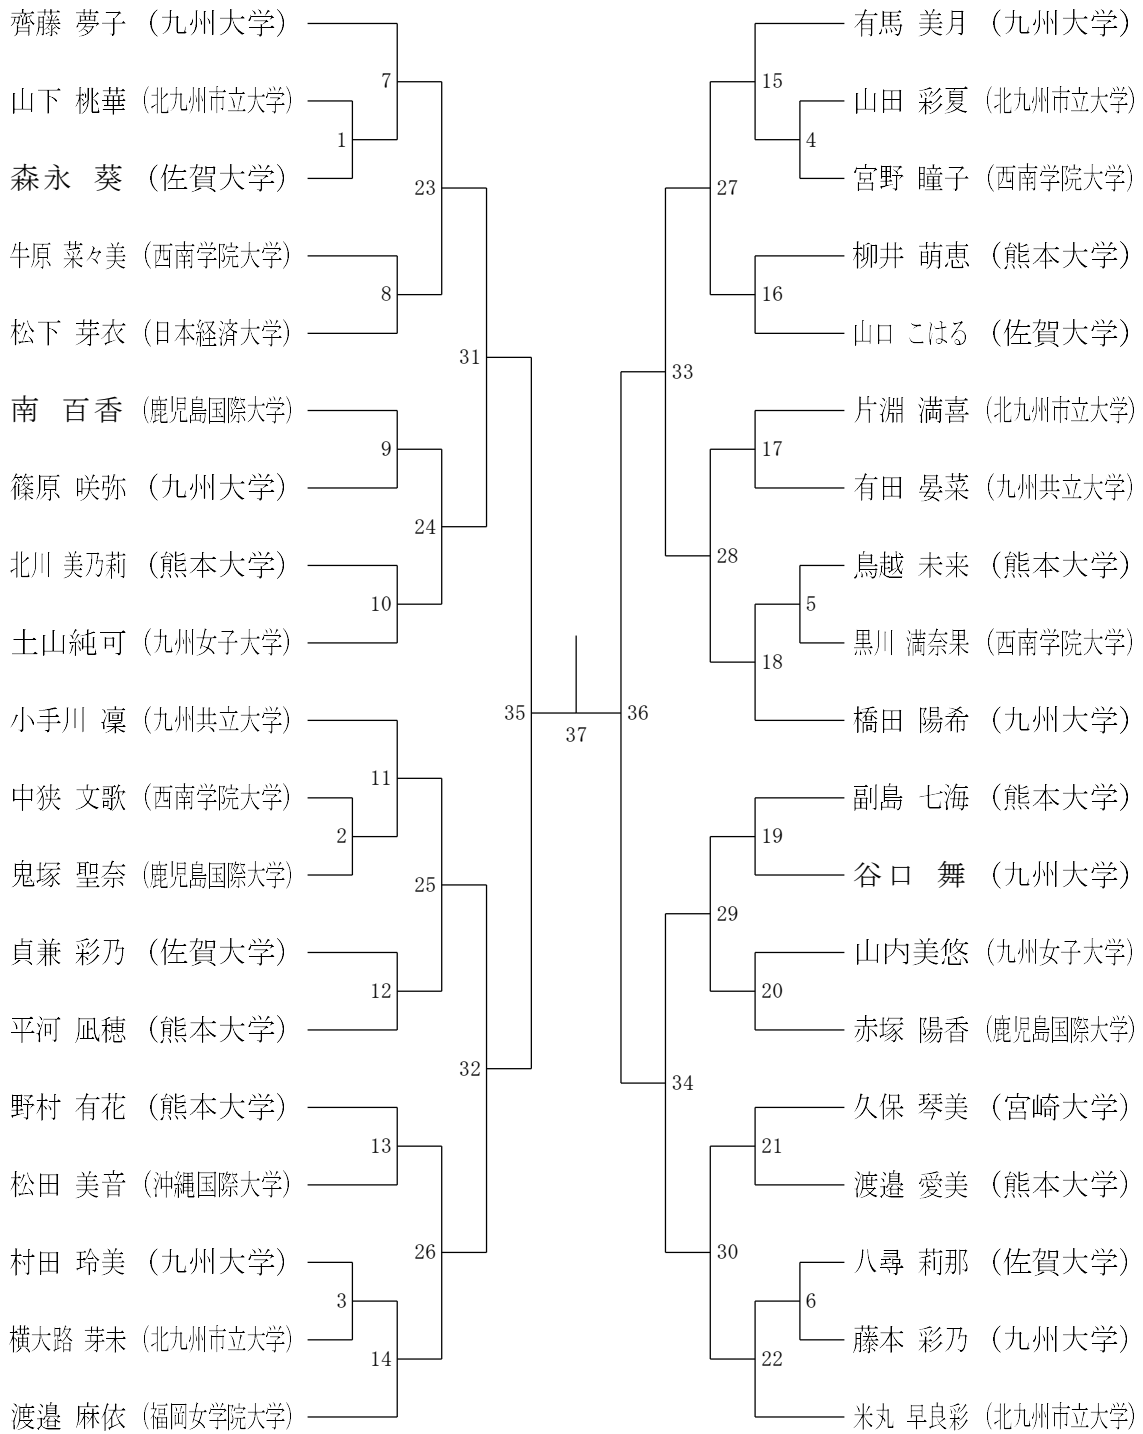 齊藤 夢子 （九州大学）
7
山下 桃華 （北九州市立大学）
1
森永 葵 （佐賀大学）
23
牛原 菜々美 （西南学院大学）
8
松下 芽衣 （日本経済大学）
31
南 百香 （鹿児島国際大学）
9
篠原 咲弥 （九州大学）
24
北川 美乃莉 （熊本大学）
10
土山純可 （九州女子大学）
35
小手川 凜 （九州共立大学）
11
中狭 文歌 （西南学院大学）
2
鬼塚 聖奈 （鹿児島国際大学）
25
貞兼 彩乃 （佐賀大学）
12
平河 凪穂 （熊本大学）
32
野村 有花 （熊本大学）
13
松田 美音 （沖縄国際大学）
26
村田 玲美 （九州大学）
3
横大路 芽未 （北九州市立大学）
14
渡邉 麻依 （福岡女学院大学）
37
有馬 美月 （九州大学）
15
山田 彩夏 （北九州市立大学）
4
宮野 瞳子 （西南学院大学）
27
柳井 萌恵 （熊本大学）
16
山口 こはる （佐賀大学）
33
片淵 満喜 （北九州市立大学）
17
有田 晏菜 （九州共立大学）
28
鳥越 未来 （熊本大学）
5
黒川 満奈果 （西南学院大学）
18
橋田 陽希 （九州大学）
36
副島 七海 （熊本大学）
19
谷口 舞 （九州大学）
29
山内美悠 （九州女子大学）
20
赤塚 陽香 （鹿児島国際大学）
34
久保 琴美 （宮崎大学）
21
渡邉 愛美 （熊本大学）
30
八尋 莉那 （佐賀大学）
6
藤本 彩乃 （九州大学）
22
米丸 早良彩 （北九州市立大学）